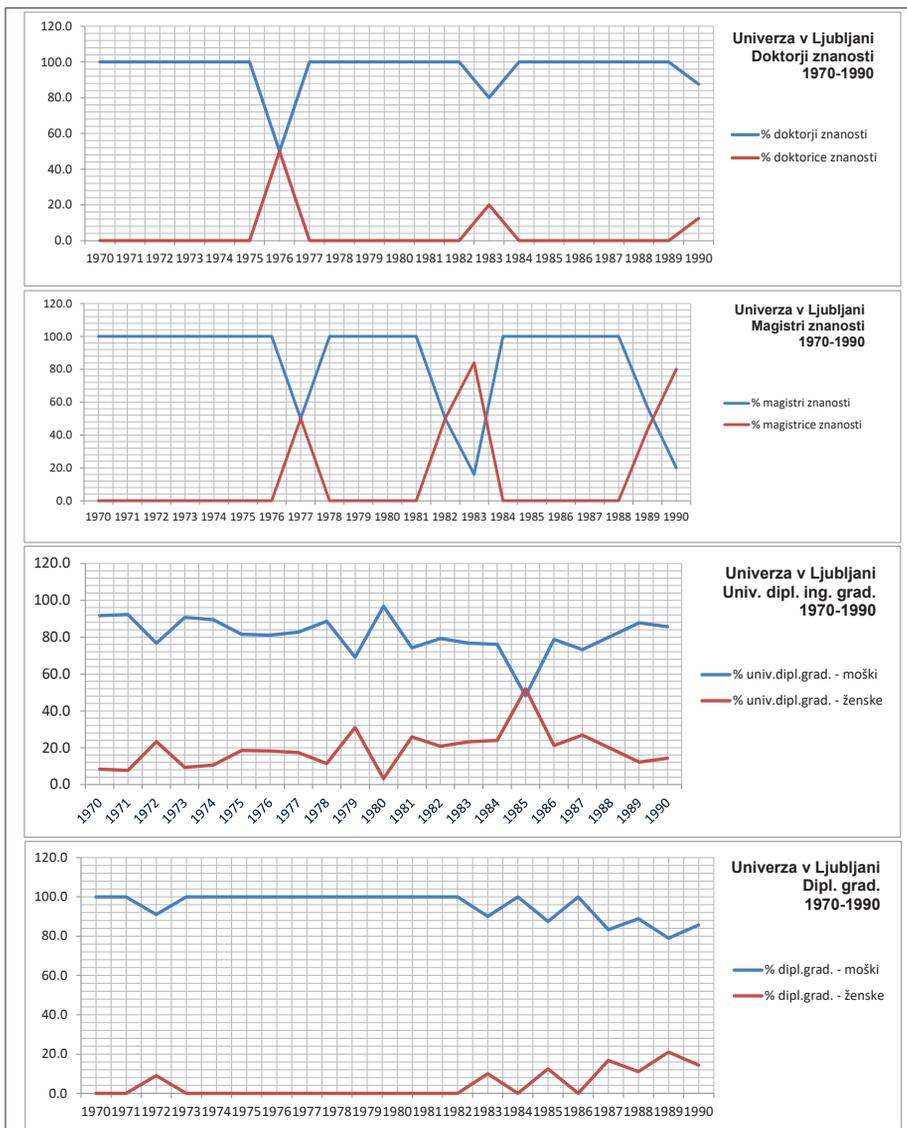 120.0
100.0
80.0
60.0
40.0
20.0
0.0
1970 1971 1972 1973 1974 1975 1976 1977 1978 1979 1980 1981 1982 1983 1984 1985 1986 1987 1988 1989 1990
Univerza v Ljubljani
Doktorji znanosti
1970-1990
% doktorji znanosti
% doktorice znanosti
120.0
100.0
80.0
60.0
40.0
20.0
0.0
1970 1971 1972 1973 1974 1975 1976 1977 1978 1979 1980 1981 1982 1983 1984 1985 1986 1987 1988 1989 1990
Univerza v Ljubljani
Magistri znanosti
1970-1990
% magistri znanosti
% magistrice znanosti
120.0
100.0
80.0
60.0
40.0
20.0
0.0
1970 1971 1972 1973 1974 1975 1976 1977 1978 1979 1980 1981 1982 1983 1984 1985 1986 1987 1988 1989 1990
Univerza v Ljubljani
Univ. dipl. ing. grad.
1970-1990
% univ.dipl.grad. - moški
% univ.dipl.grad. - ženske
120.0
100.0
80.0
60.0
40.0
20.0
0.0
1970 1971 1972 1973 1974 1975 1976 1977 1978 1979 1980 1981 1982 1983 1984 1985 1986 1987 1988 1989 1990
Univerza v Ljubljani
Dipl. grad.
1970-1990
% dipl.grad. - moški
% dipl.grad. - ženske